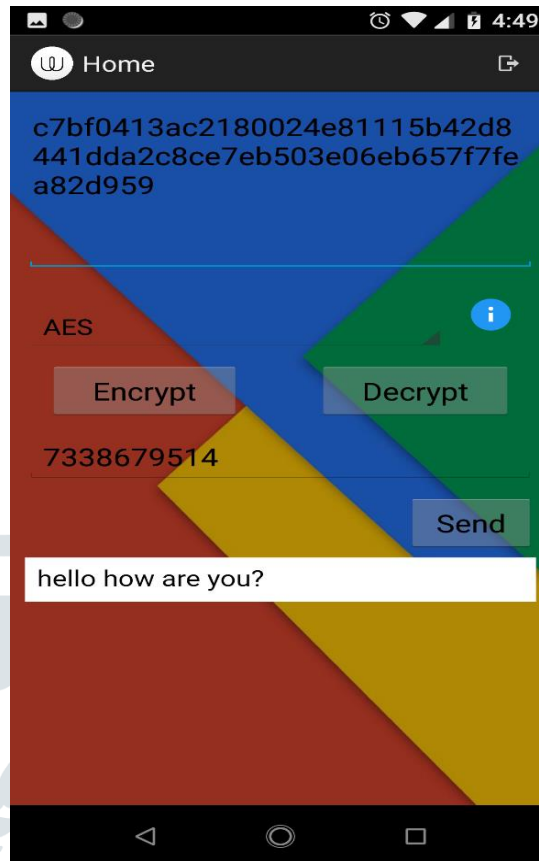 4:49
Home
c7bf0413ac2180024e81115b42d8
441dda2c8ce7eb503e06eb657f7fe
a82d959
AES
Encrypt Decrypt
7338679514
Send
hello how are you?